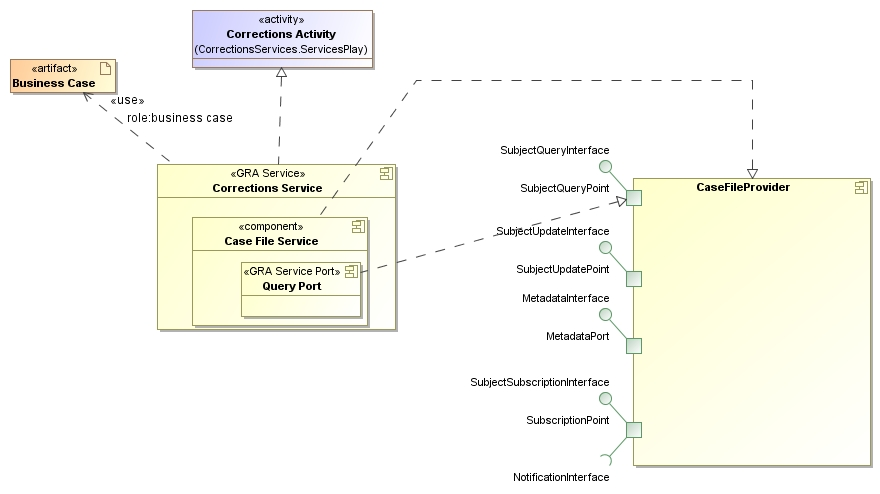 «activity»
Corrections Activity
(CorrectionsServices.ServicesPlay)
«artifact»
Business Case
«use»
role:business case
«GRA Service»
Corrections Service
«component»
Case File Service
«GRA Service Port»
Query Port
SubjectQueryInterface
SubjectQueryPoint
SubjectUpdateInterface
SubjectUpdatePoint
MetadataInterface
MetadataPort
SubjectSubscriptionInterface
SubscriptionPoint
NotificationInterface
CaseFileProvider